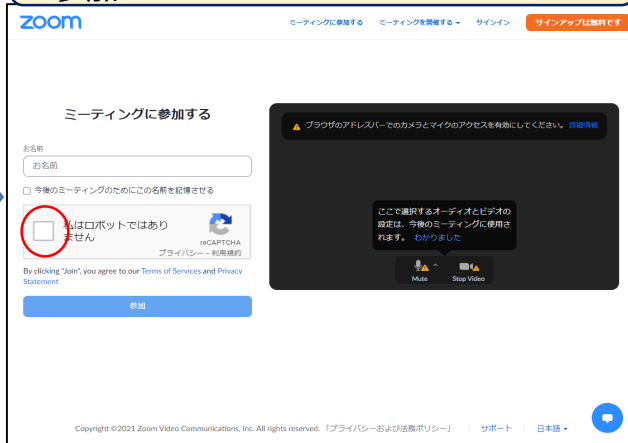 zoom
ミーティングに参加する ミーティングを開催する サインイン サインアップは無料です
ミーティングに参加する
お名前
お名前
今後のミーティングのためにこの名前を記憶させる
私はロボットではあり
ません
reCAPTCHA
プライバシー - 利用規約
By clicking "Join", you agree to our Terms of Services and Privacy
Statement
参加
ブラウザのアドレスバーでのカメラとマイクのアクセスを有効にしてください。 詳細情報
ここで選択するオーディオとビデオの
設定は、今後のミーティングに使用さ
れます。 わかりました
Mute Stop Video
Copyright ©2021 Zoom Video Communications, Inc. All rights reserved. 「プライバシーおよび法務ポリシー」 サポート 日本語